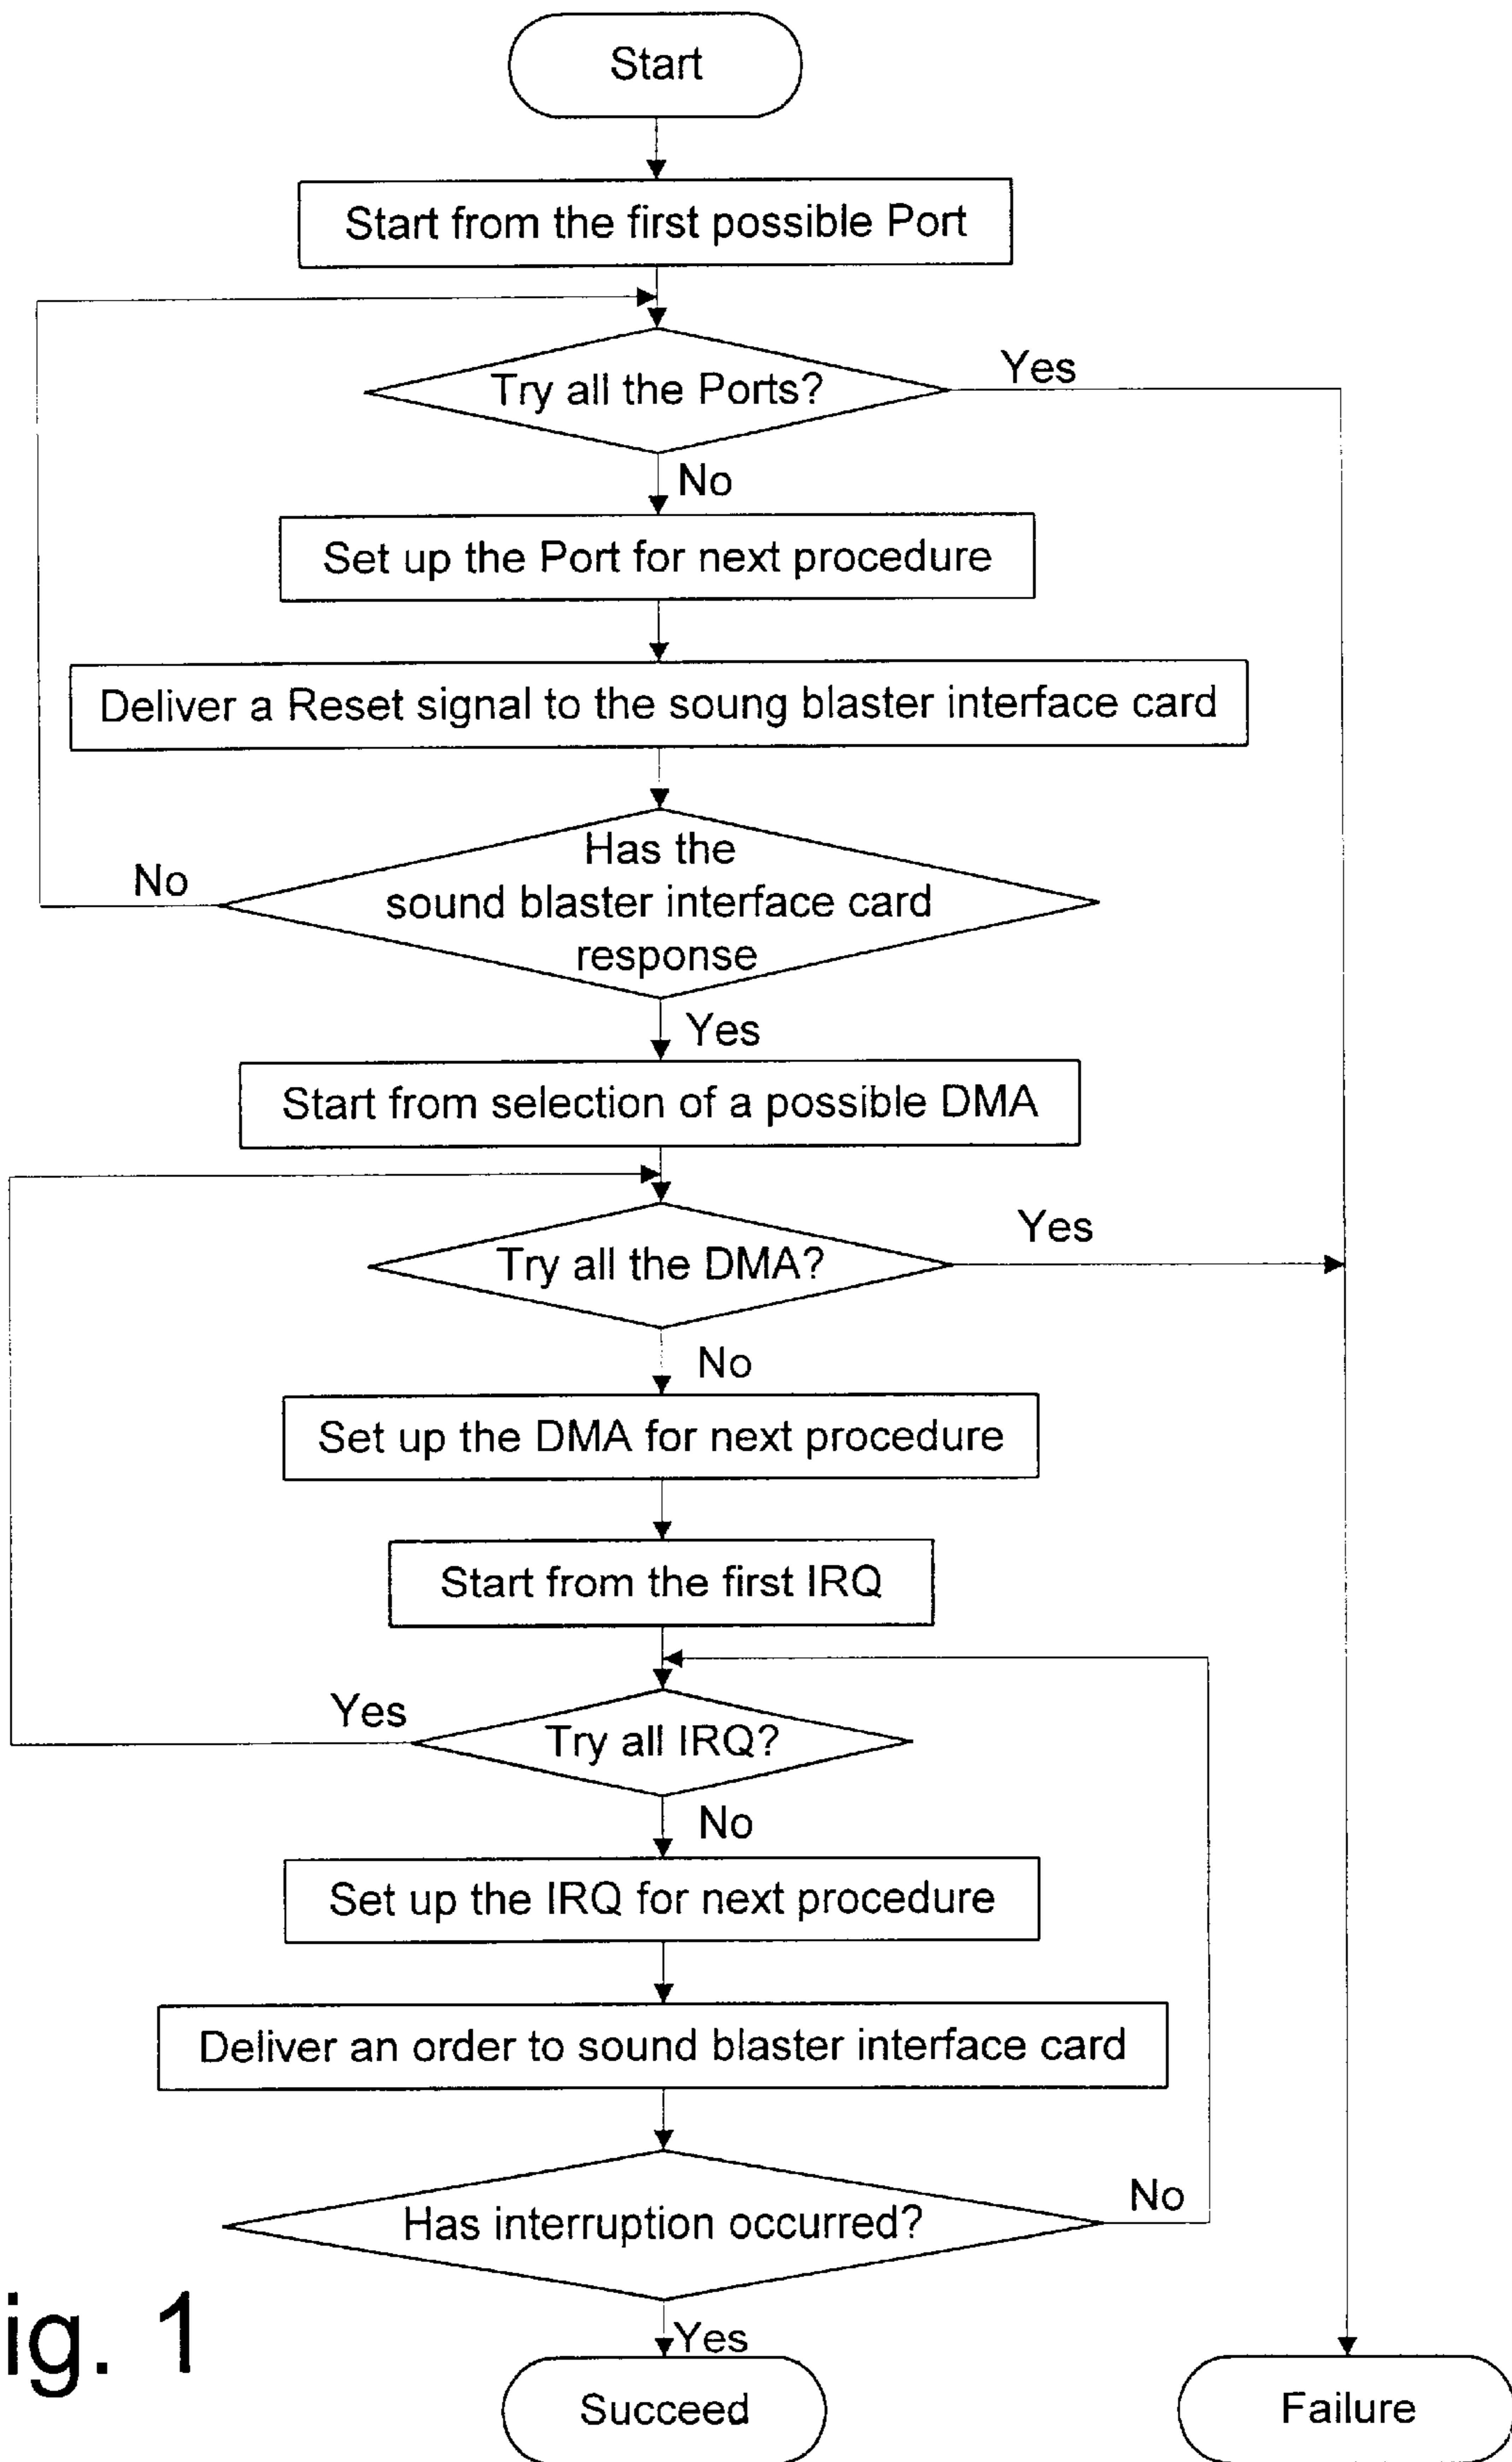 Start
Start from the first possible Port
Try all the Ports?
Yes
No
Set up the Port for next procedure
Deliver a Reset signal to the soung blaster interface card
Has the
sound blaster interface card
response
No
Yes
Start from selection of a possible DMA
Try all the DMA?
Yes
No
Set up the DMA for next procedure
Start from the first IRQ
Try all IRQ?
Yes
No
Set up the IRQ for next procedure
Deliver an order to sound blaster interface card
Has interruption occurred?
No
Yes
Succeed
Failure
ig. 1